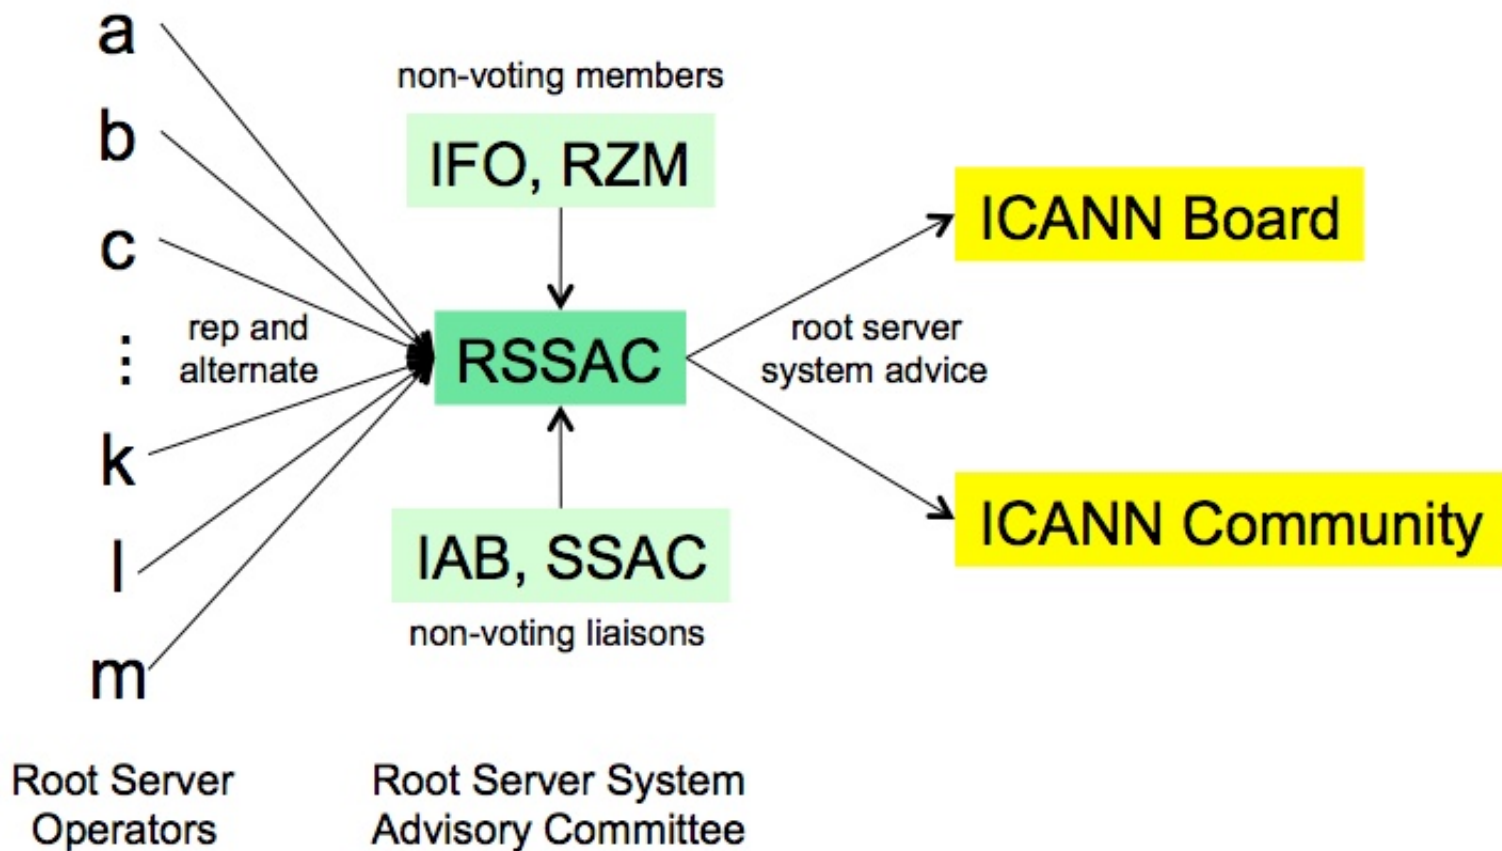 a
b
c
⋮
k
l
m
rep and
alternate
Root Server
Operators
non-voting members
IFO, RZM
RSSAC
IAB, SSAC
non-voting liaisons
Root Server System
Advisory Committee
root server
system advice
ICANN Board
ICANN Community